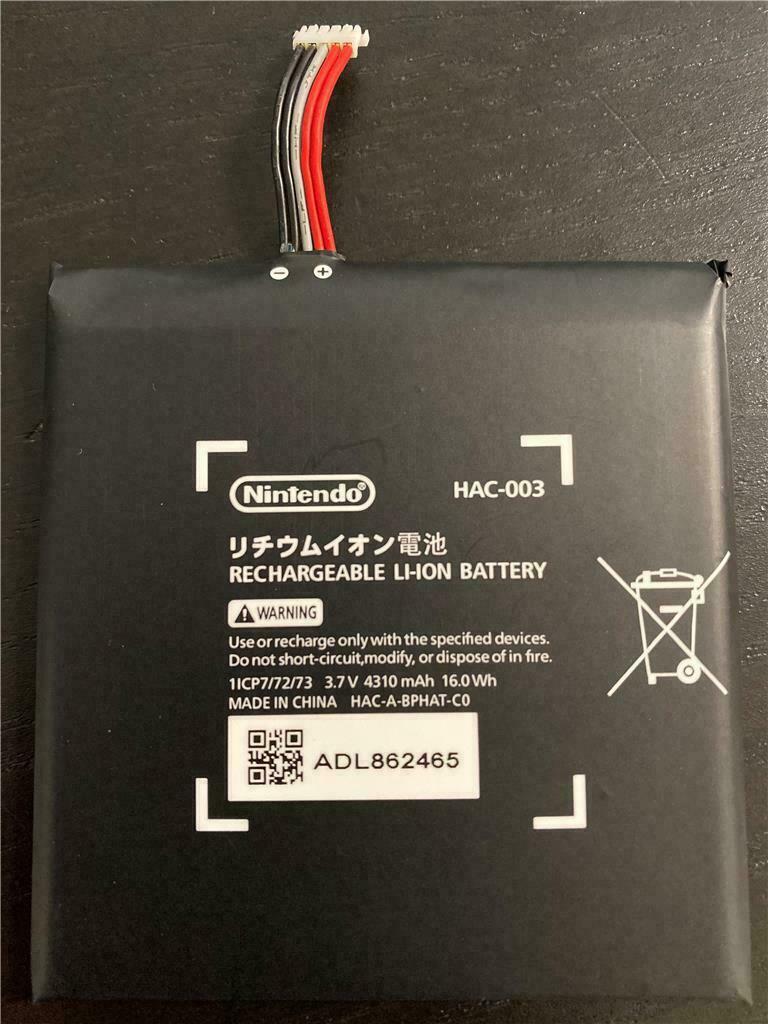 − +
Nintendo® HAC-003
リチウムイオン電池
RECHARGEABLE LI-ION BATTERY
WARNING
Use or recharge only with the specified devices.
Do not short-circuit,modify, or dispose of in fire.
1ICP7/72/73 3.7 V 4310 mAh 16.0 Wh
MADE IN CHINA HAC-A-BPHAT-C0
ADL862465